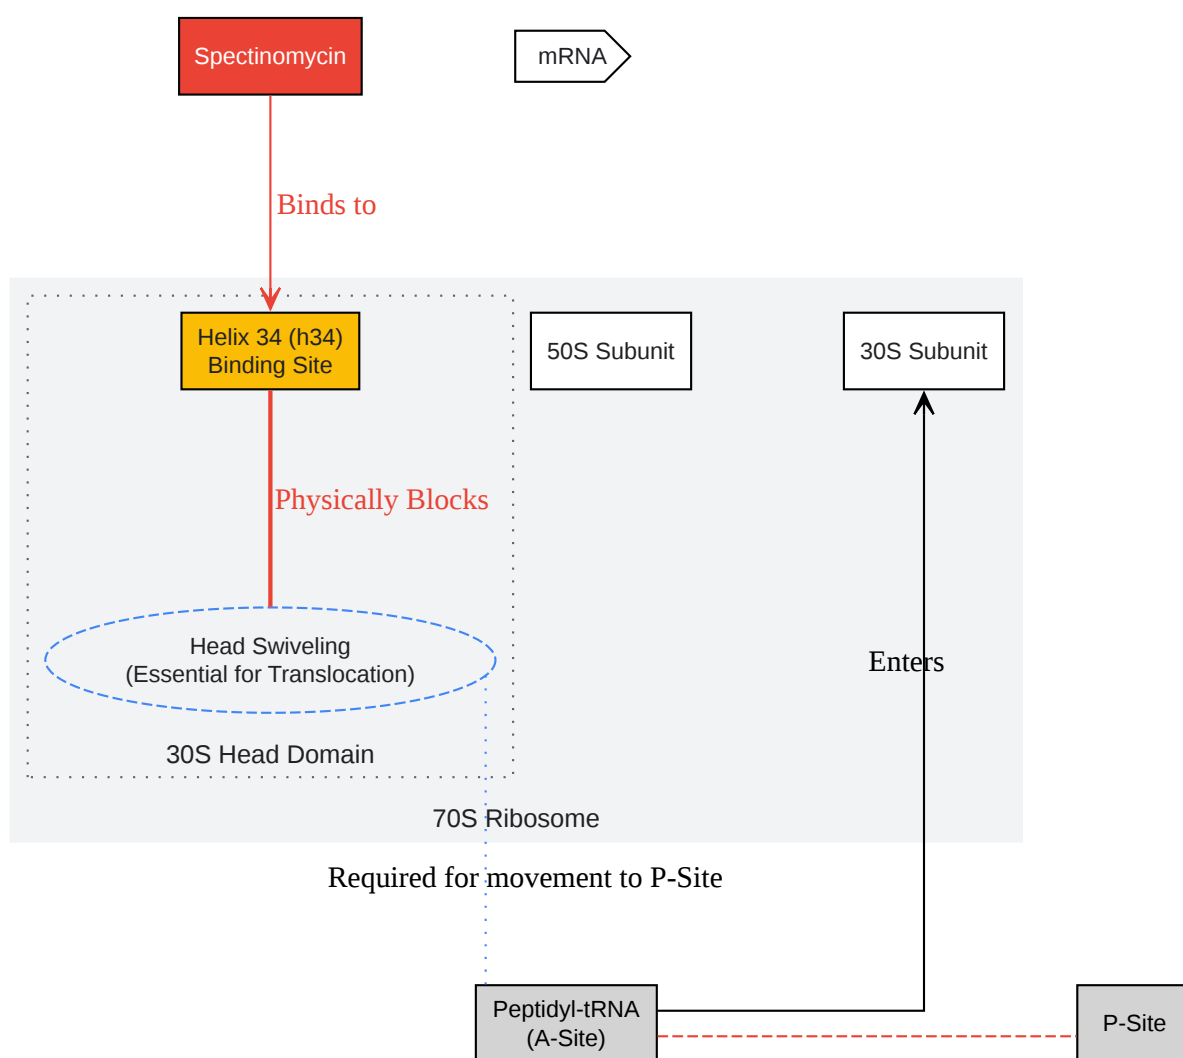 Spectinomycin
mRNA
Binds to
Helix 34 (h34)
Binding Site
50S Subunit
30S Subunit
Physically Blocks
Head Swiveling
(Essential for Translocation)
Enters
30S Head Domain
70S Ribosome
Required for movement to P-Site
Peptidyl-tRNA
(A-Site)
P-Site